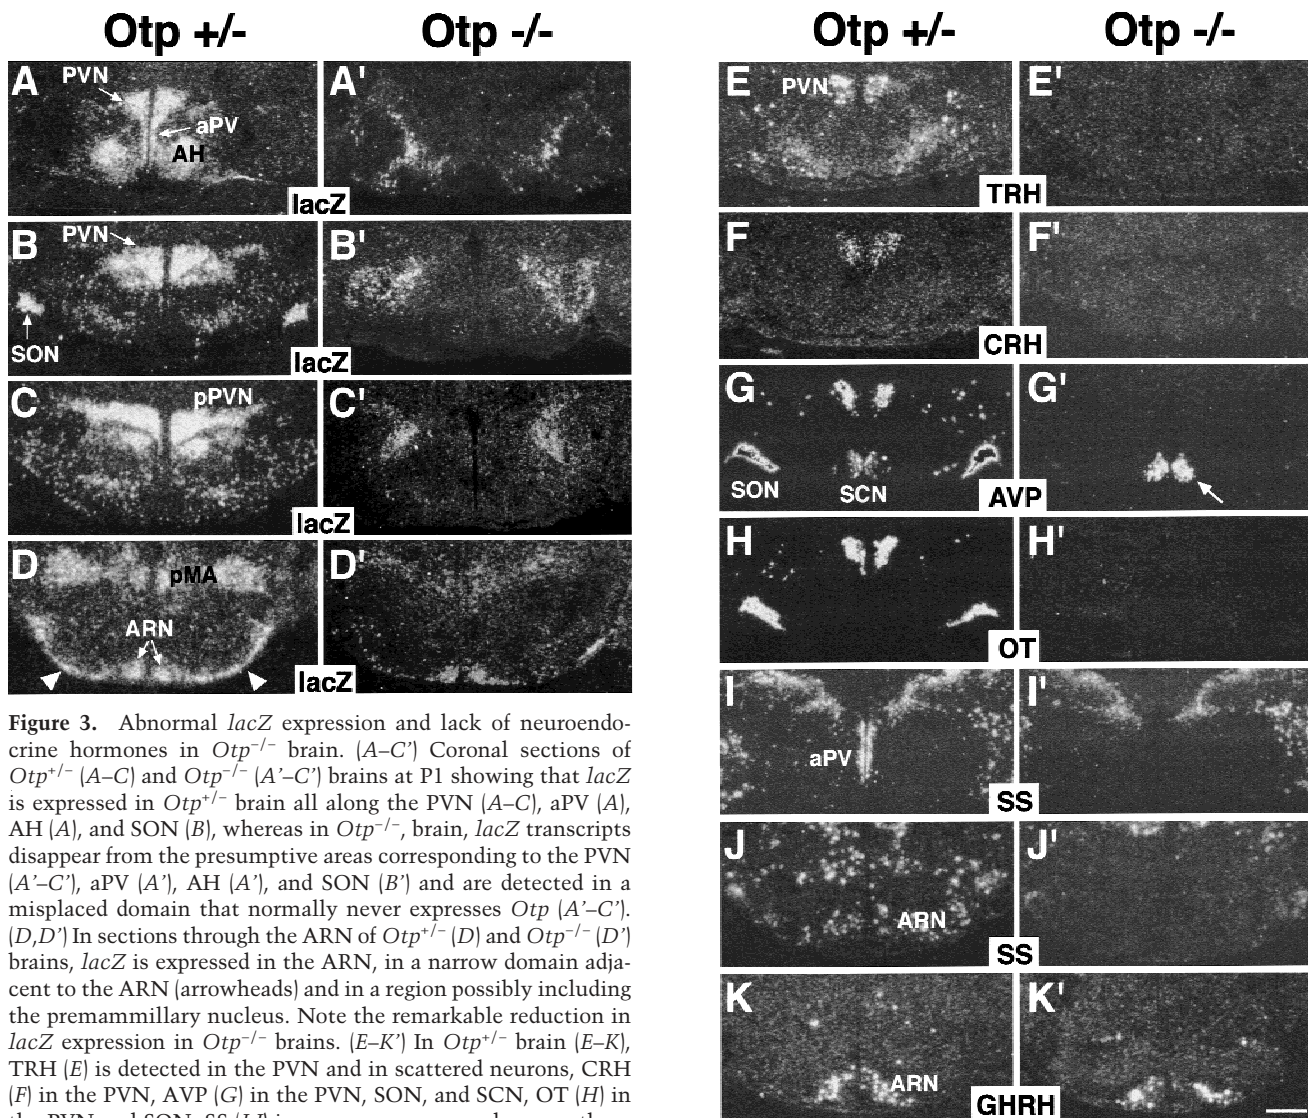 Otp +/- Otp -/-
A PVN aPV AH A'
lacZ
B PVN SON B'
lacZ
C pPVN C'
lacZ
D pMA ARN D'
lacZ
Figure 3. Abnormal lacZ expression and lack of neuroendo-
crine hormones in Otp−/− brain. (A–C’) Coronal sections of
Otp+/− (A–C) and Otp−/− (A’–C’) brains at P1 showing that lacZ
is expressed in Otp+/− brain all along the PVN (A–C), aPV (A),
AH (A), and SON (B), whereas in Otp−/−, brain, lacZ transcripts
disappear from the presumptive areas corresponding to the PVN
(A’–C’), aPV (A’), AH (A’), and SON (B’) and are detected in a
misplaced domain that normally never expresses Otp (A’–C’).
(D,D’) In sections through the ARN of Otp+/− (D) and Otp−/− (D’)
brains, lacZ is expressed in the ARN, in a narrow domain adja-
cent to the ARN (arrowheads) and in a region possibly including
the premammillary nucleus. Note the remarkable reduction in
lacZ expression in Otp−/− brains. (E–K’) In Otp+/− brain (E–K),
TRH (E) is detected in the PVN and in scattered neurons, CRH
(F) in the PVN, AVP (G) in the PVN, SON, and SCN, OT (H) in
the PVN and SON, SS
Otp +/- Otp -/-
E PVN E'
TRH
F F'
CRH
G SON SCN G'
AVP
H H'
OT
I aPV I'
SS
J ARN J'
SS
K ARN K'
GHRH